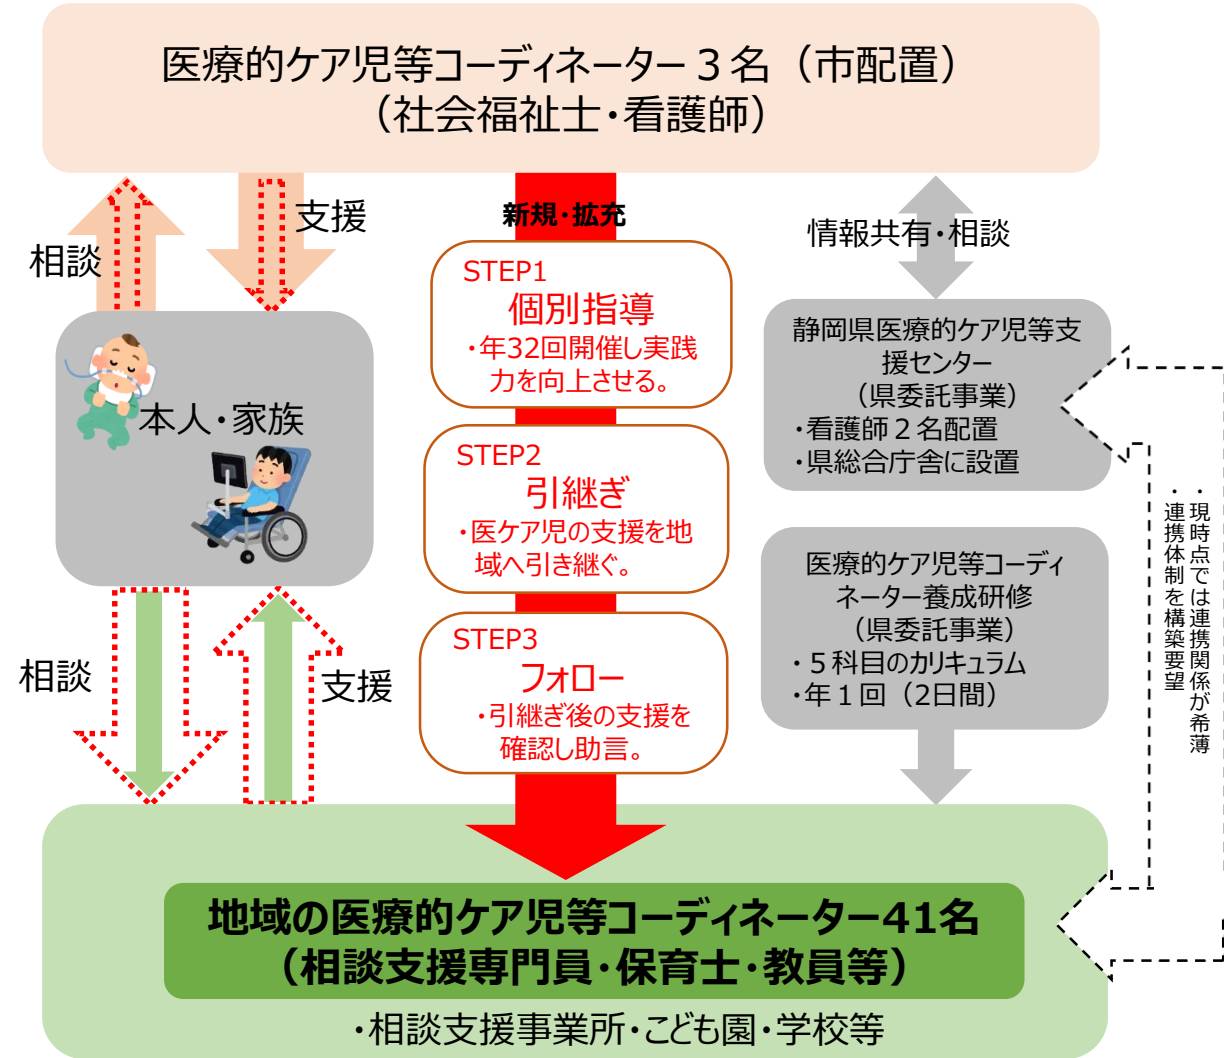 医療的ケア児等コーディネーター３名（市配置）
（社会福祉士・看護師）
相談
支援
新規・拡充
情報共有・相談
本人・家族
STEP1
個別指導
・年32回開催し実践
力を向上させる。
STEP2
引継ぎ
・医ケア児の支援を地
域へ引き継ぐ。
STEP3
フォロー
・引継ぎ後の支援を
確認し助言。
静岡県医療的ケア児等支
援センター
（県委託事業）
・看護師２名配置
・県総合庁舎に設置
医療的ケア児等コーディ
ネーター養成研修
（県委託事業）
・５科目のカリキュラム
・年１回（2日間）
・現時点では連携関係が希薄
・連携体制を構築要望
相談
支援
地域の医療的ケア児等コーディネーター41名
（相談支援専門員・保育士・教員等）
・相談支援事業所・こども園・学校等